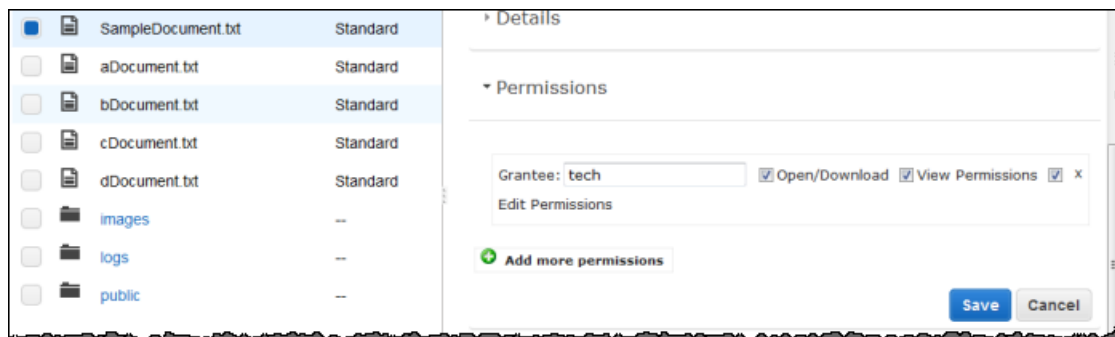 SampleDocument.txt Standard
aDocument.txt Standard
bDocument.txt Standard
cDocument.txt Standard
dDocument.txt Standard
images --
logs --
public --
Details
Permissions
Grantee: tech Open/Download View Permissions x
Edit Permissions
Add more permissions
Save Cancel